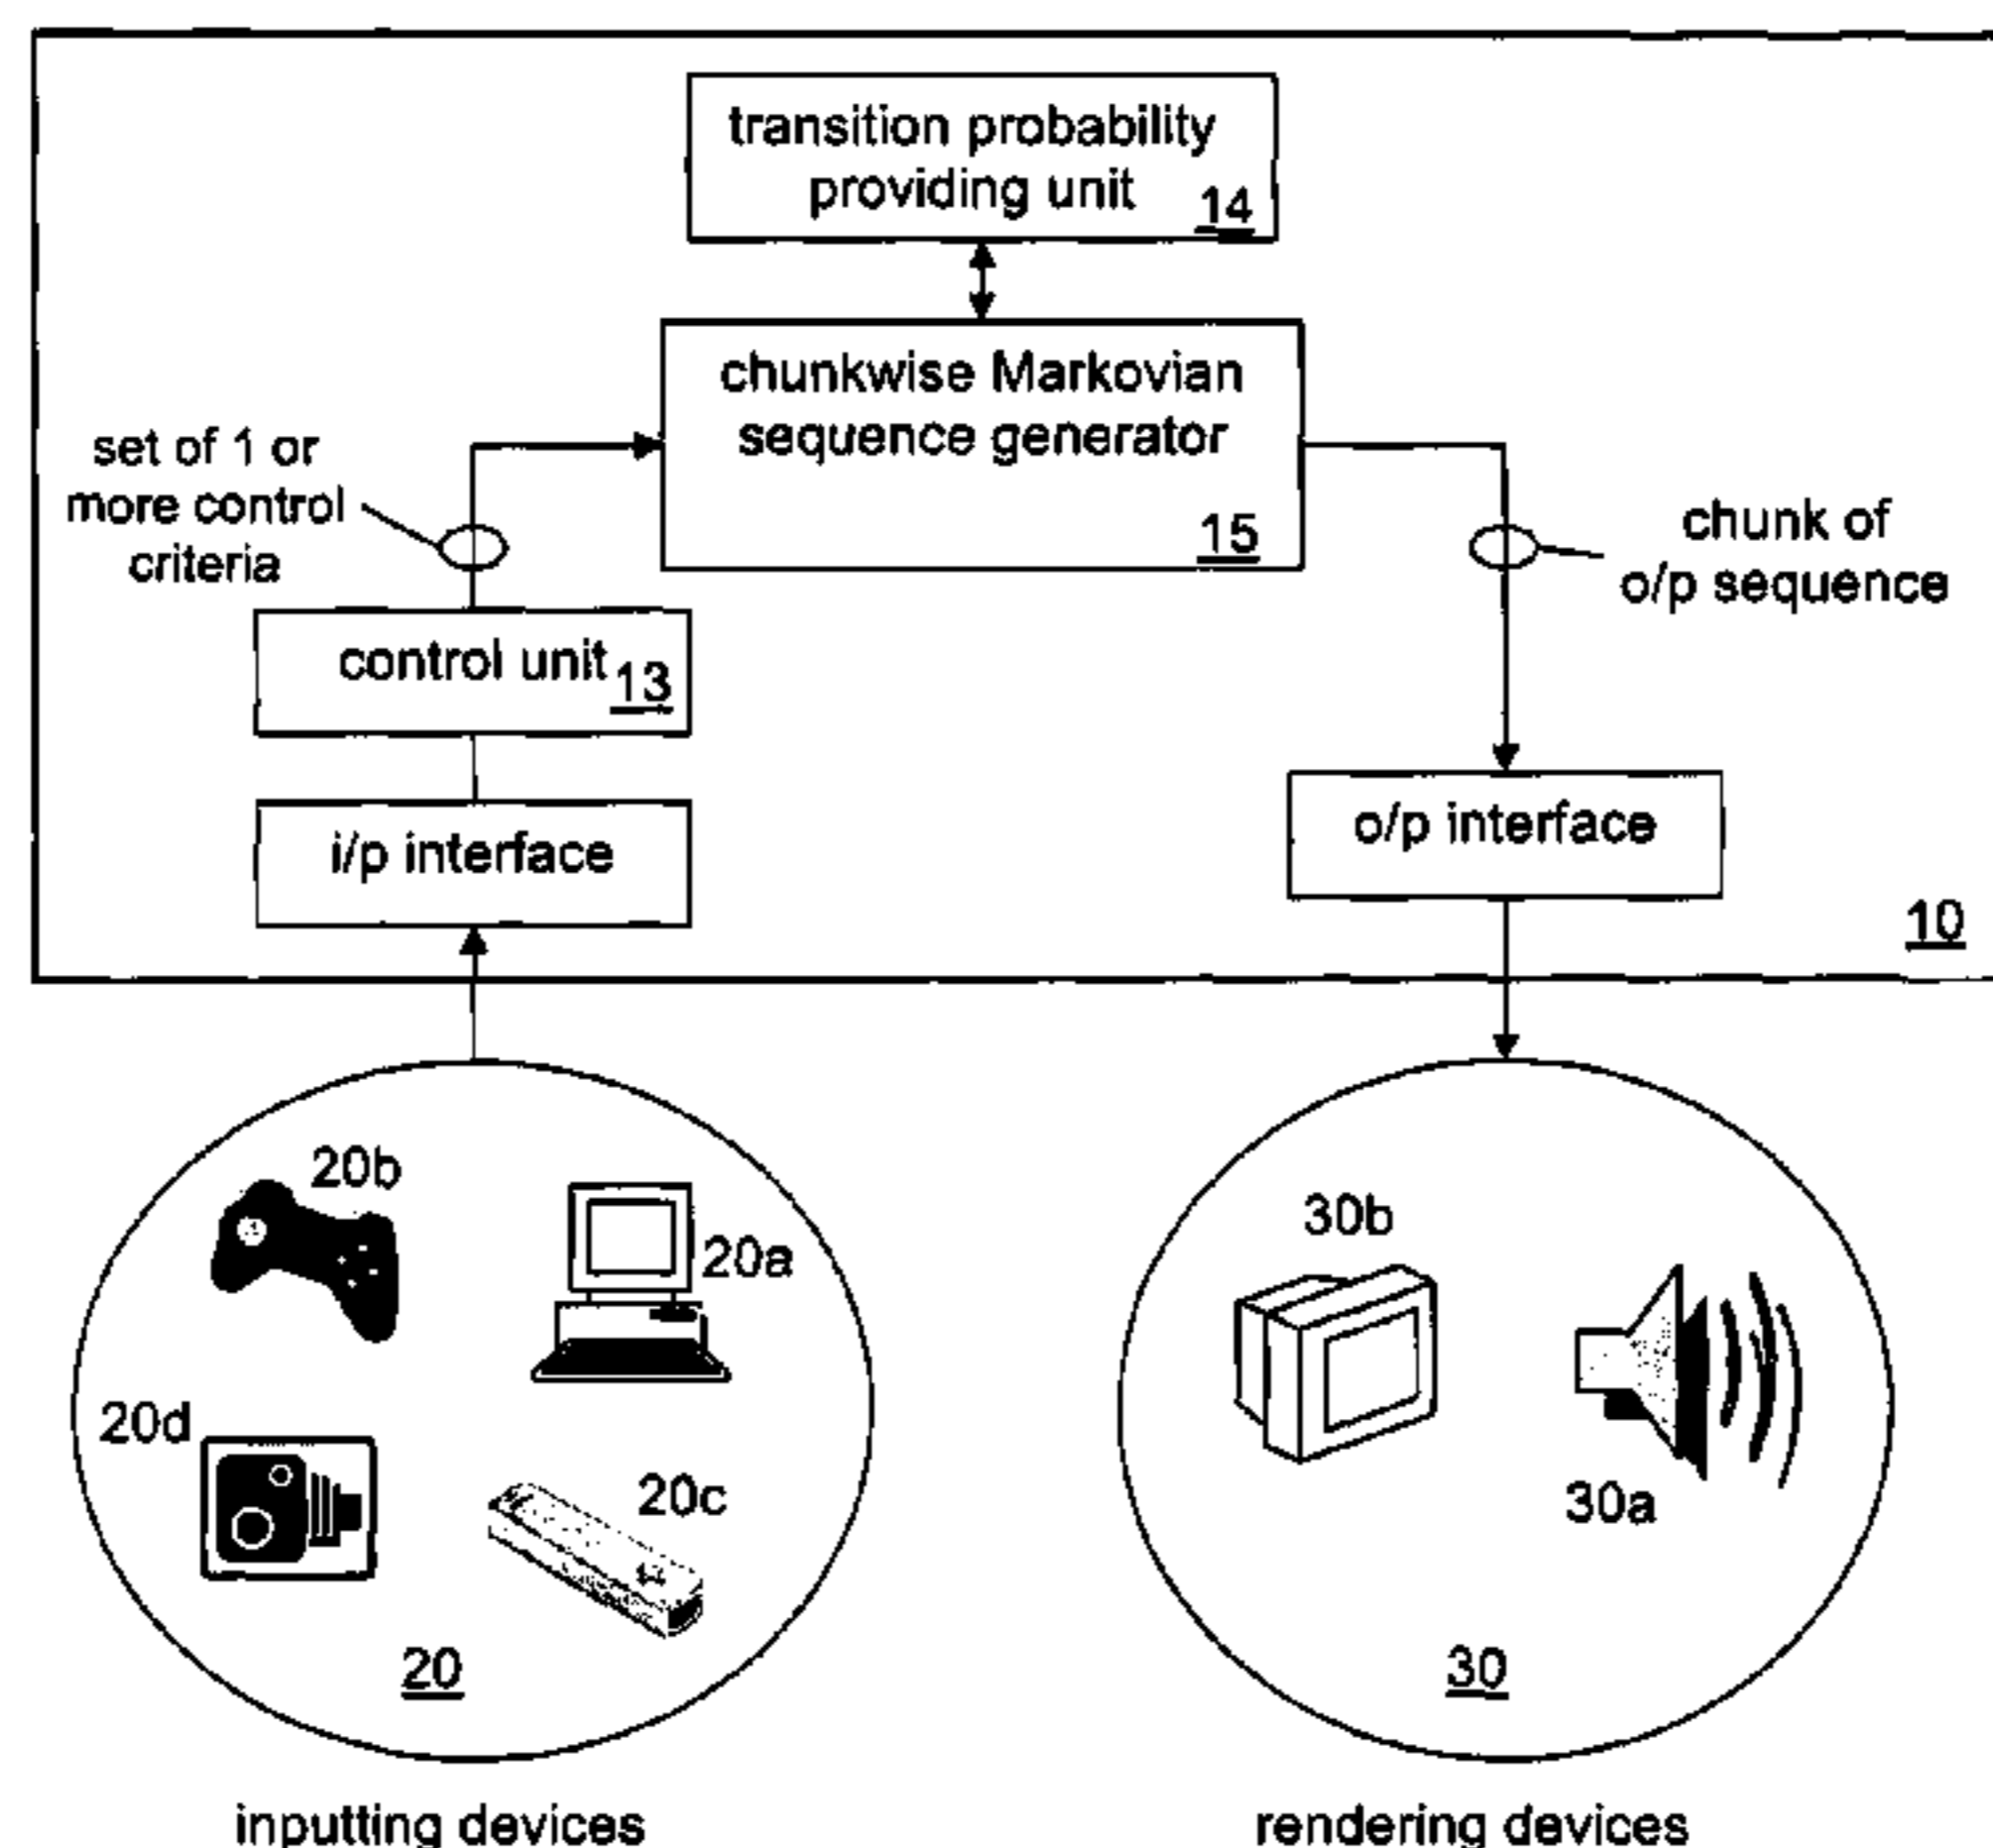 transition probability
providing unit
14
chunkwise Markovian
sequence generator
15
set of 1 or
more control
criteria
chunk of
o/p sequence
control unit
13
i/p interface
o/p interface
10
20b
20a
20d
20c
20
30b
30a
30
inputting devices
rendering devices